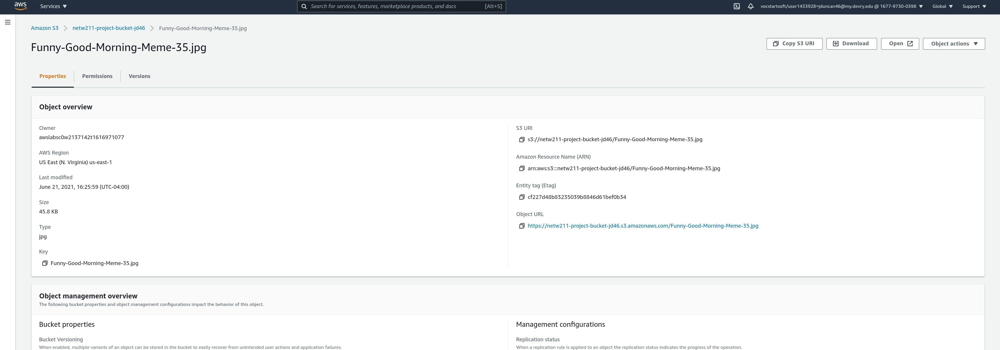 aws
Services
Search for services, features, marketplace products, and docs
[Alt+S]
vocstartsoft/user1433928=jduncan46@my.devry.edu @ 1677-9730-0398
Global
Support
Amazon S3
netw211-project-bucket-jd46
Funny-Good-Morning-Meme-35.jpg
Funny-Good-Morning-Meme-35.jpg
Copy S3 URI
Download
Open
Object actions
Properties
Permissions
Versions
Object overview
Owner
awslabsc0w2137142t1616971077
AWS Region
US East (N. Virginia) us-east-1
Last modified
June 21, 2021, 16:25:59 (UTC-04:00)
Size
45.8 KB
Type
jpg
Key
Funny-Good-Morning-Meme-35.jpg
S3 URI
s3://netw211-project-bucket-jd46/Funny-Good-Morning-Meme-35.jpg
Amazon Resource Name (ARN)
arn:aws:s3:::netw211-project-bucket-jd46/Funny-Good-Morning-Meme-35.jpg
Entity tag (Etag)
cf227d48b83235039b8846d61bef0b34
Object URL
https://netw211-project-bucket-jd46.s3.amazonaws.com/Funny-Good-Morning-Meme-35.jpg
Object management overview
The following bucket properties and object management configurations impact the behavior of this object.
Bucket properties
Bucket Versioning
When enabled, multiple variants of an object can be stored in the bucket to easily recover from unintended user actions and application failures.
Management configurations
Replication status
When a replication rule is applied to an object the replication status indicates the progress of the operation.